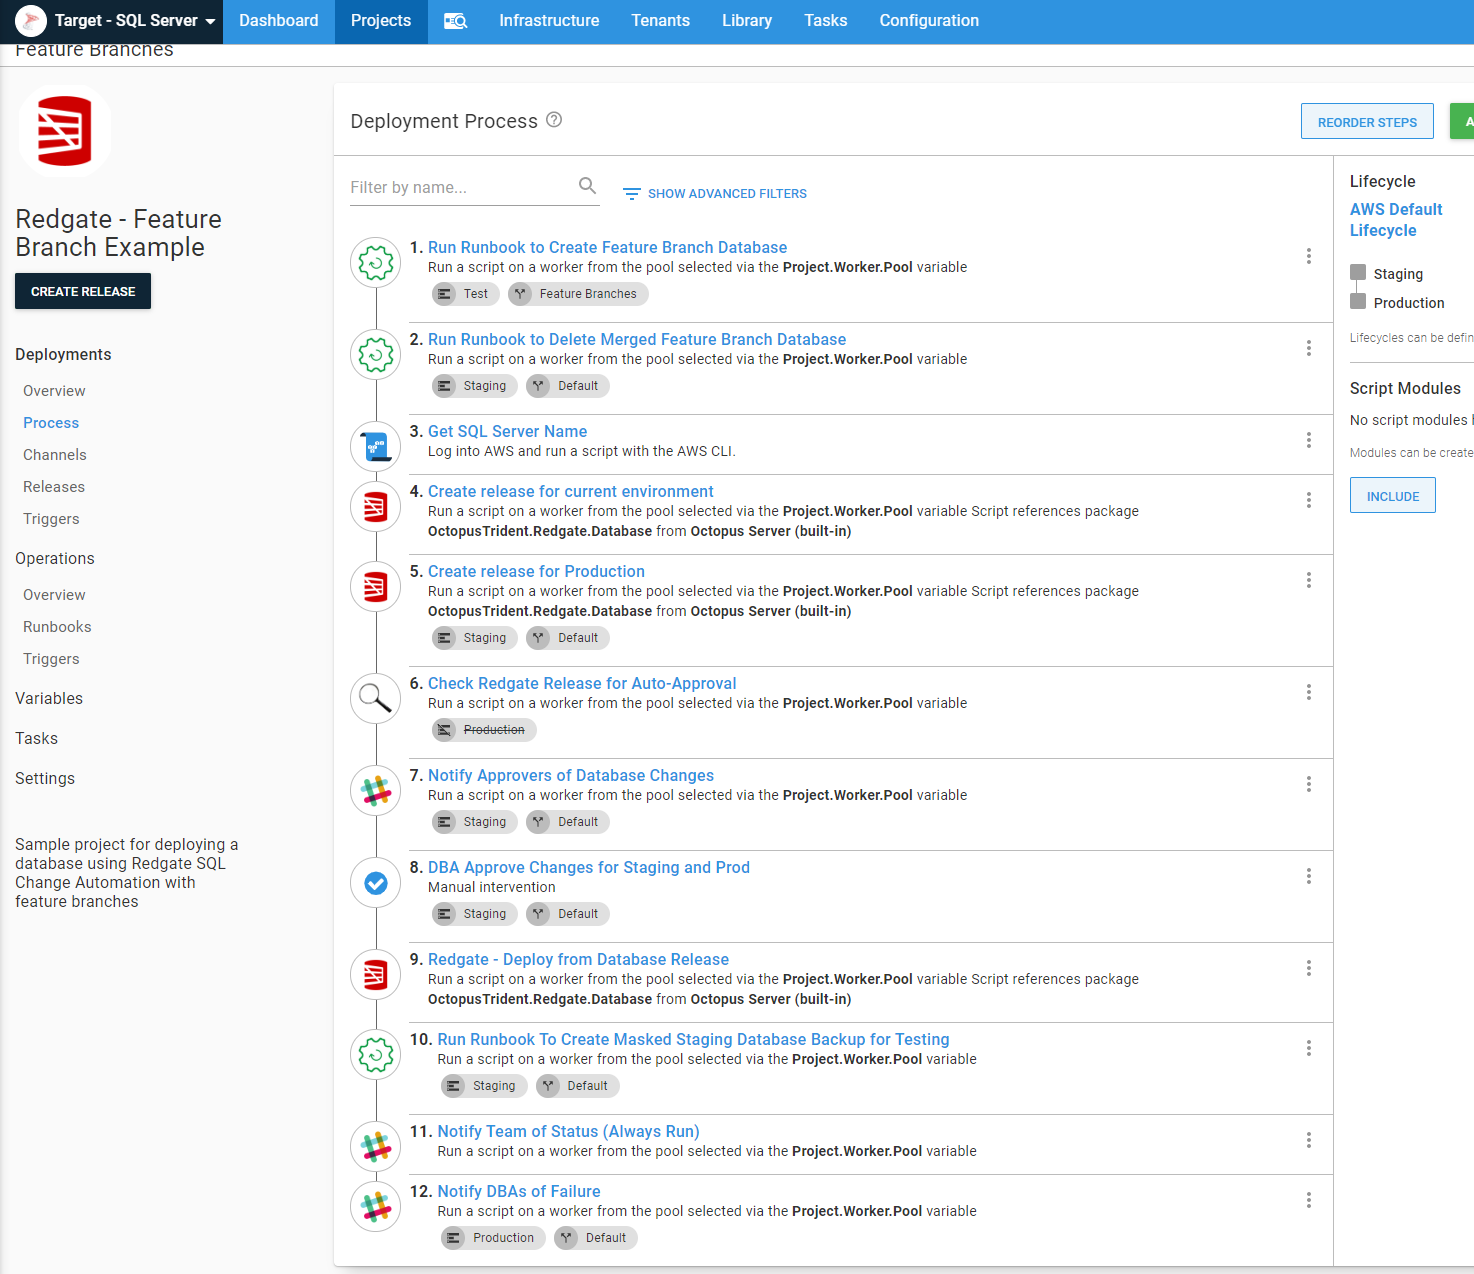 Target - SQL Server
Dashboard
Projects
Infrastructure
Tenants
Library
Tasks
Configuration
Feature Branches
Redgate - Feature
Branch Example
CREATE RELEASE
Deployments
Overview
Process
Channels
Releases
Triggers
Operations
Overview
Runbooks
Triggers
Variables
Tasks
Settings
Sample project for deploying a
database using Redgate SQL
Change Automation with
feature branches
Deployment Process
REORDER STEPS
A
Filter by name...
SHOW ADVANCED FILTERS
1. Run Runbook to Create Feature Branch Database
Run a script on a worker from the pool selected via the Project.Worker.Pool variable
Test Feature Branches
2. Run Runbook to Delete Merged Feature Branch Database
Run a script on a worker from the pool selected via the Project.Worker.Pool variable
Staging Default
3. Get SQL Server Name
Log into AWS and run a script with the AWS CLI.
4. Create release for current environment
Run a script on a worker from the pool selected via the Project.Worker.Pool variable Script references package
OctopusTrident.Redgate.Database from Octopus Server (built-in)
5. Create release for Production
Run a script on a worker from the pool selected via the Project.Worker.Pool variable Script references package
OctopusTrident.Redgate.Database from Octopus Server (built-in)
Staging Default
6. Check Redgate Release for Auto-Approval
Run a script on a worker from the pool selected via the Project.Worker.Pool variable
Production
7. Notify Approvers of Database Changes
Run a script on a worker from the pool selected via the Project.Worker.Pool variable
Staging Default
8. DBA Approve Changes for Staging and Prod
Manual intervention
Staging Default
9. Redgate - Deploy from Database Release
Run a script on a worker from the pool selected via the Project.Worker.Pool variable Script references package
OctopusTrident.Redgate.Database from Octopus Server (built-in)
10. Run Runbook To Create Masked Staging Database Backup for Testing
Run a script on a worker from the pool selected via the Project.Worker.Pool variable
Staging Default
11. Notify Team of Status (Always Run)
Run a script on a worker from the pool selected via the Project.Worker.Pool variable
12. Notify DBAs of Failure
Run a script on a worker from the pool selected via the Project.Worker.Pool variable
Production Default
Lifecycle
AWS Default
Lifecycle
Staging
Production
Lifecycles can be defin
Script Modules
No script modules h
Modules can be create
INCLUDE